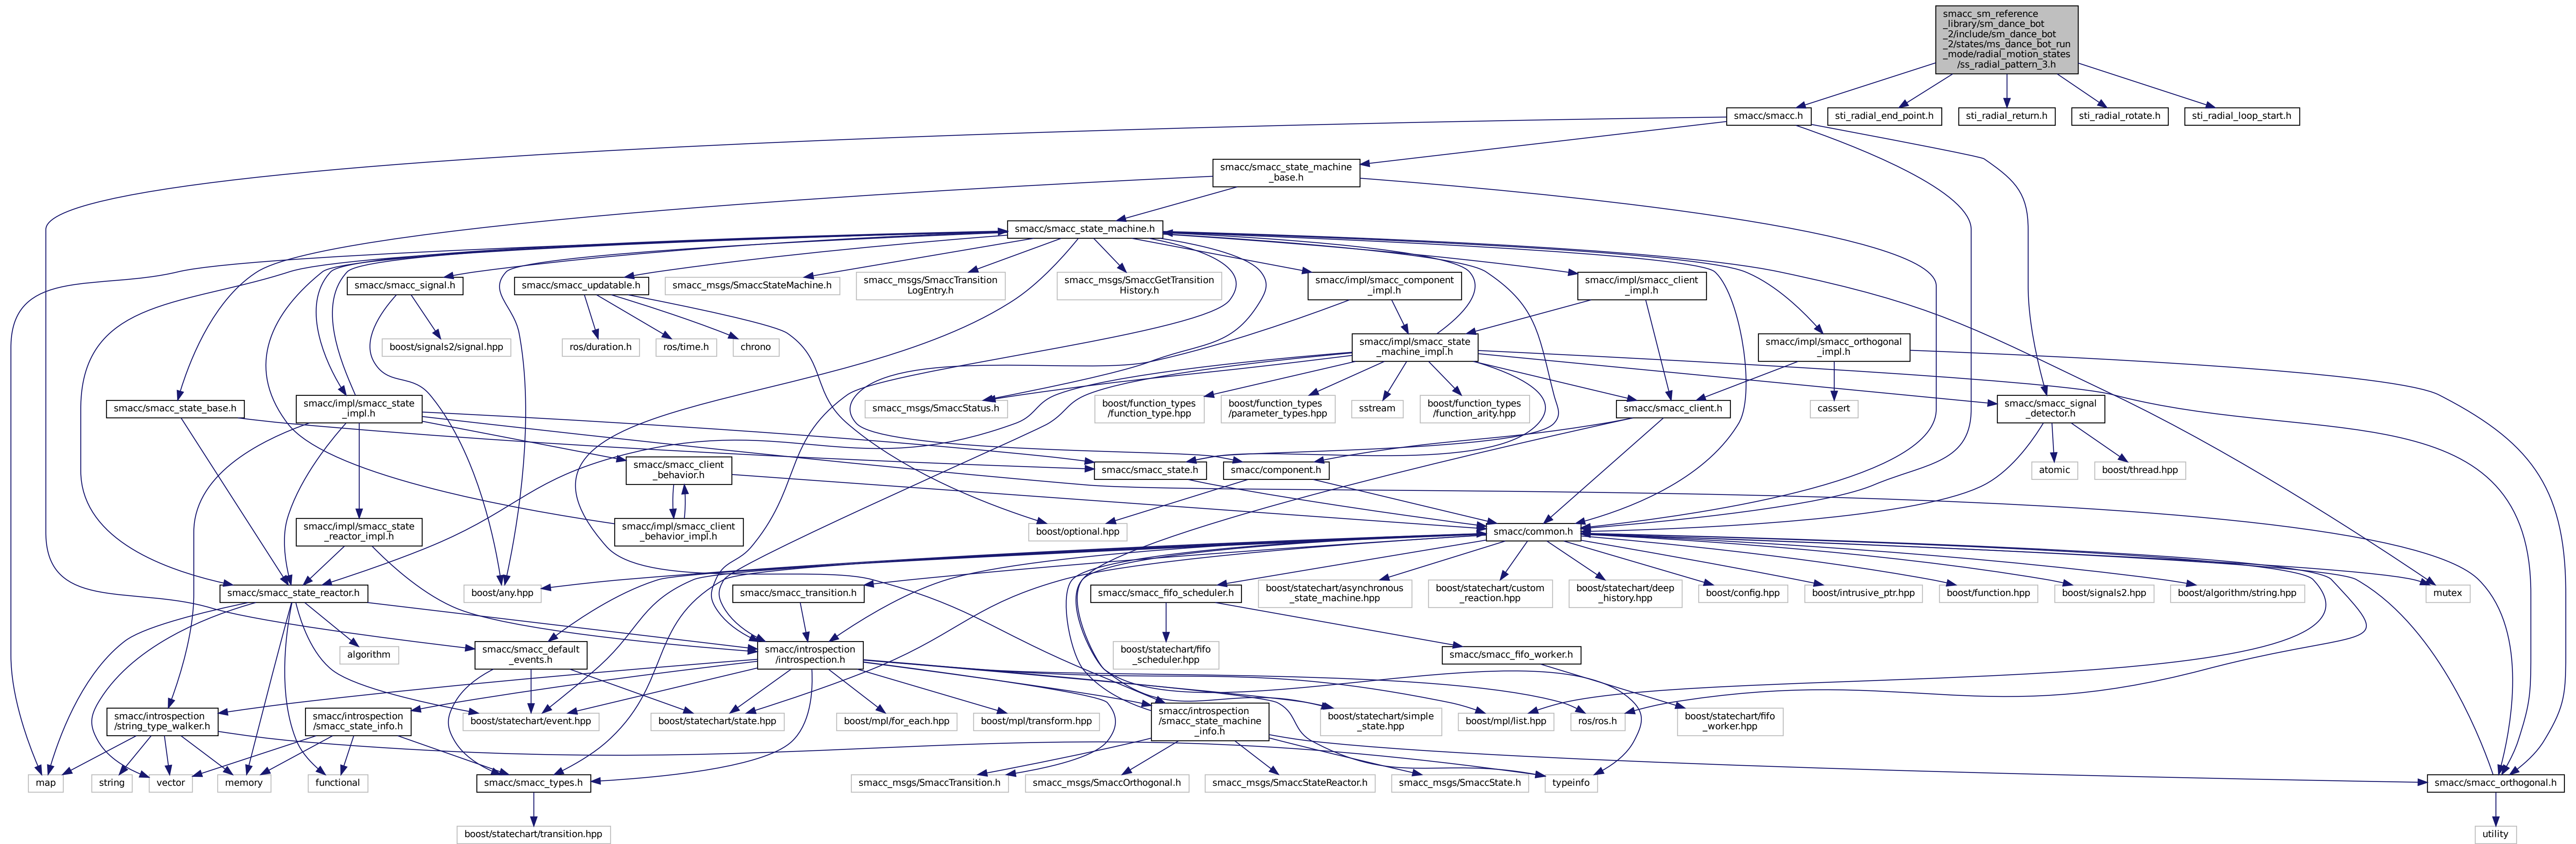 smacc_sm_reference
_library/sm_dance_bot
_2/include/sm_dance_bot
_2/states/ms_dance_bot_run
_mode/radial_motion_states
/ss_radial_pattern_3.h
smacc/smacc.h
sti_radial_end_point.h
sti_radial_return.h
sti_radial_rotate.h
sti_radial_loop_start.h
smacc/smacc_state_machine
_base.h
smacc/smacc_state_machine.h
smacc/smacc_signal.h
smacc/smacc_updatable.h
smacc_msgs/SmaccStateMachine.h
smacc_msgs/SmaccTransition
LogEntry.h
smacc_msgs/SmaccGetTransition
History.h
smacc/impl/smacc_component
_impl.h
smacc/impl/smacc_client
_impl.h
boost/signals2/signal.hpp
ros/duration.h
ros/time.h
chrono
smacc/impl/smacc_state
_machine_impl.h
smacc/impl/smacc_orthogonal
_impl.h
smacc/smacc_state_base.h
smacc/impl/smacc_state
_impl.h
smacc_msgs/SmaccStatus.h
boost/function_types
/function_type.hpp
boost/function_types
/parameter_types.hpp
sstream
boost/function_types
/function_arity.hpp
smacc/smacc_client.h
cassert
smacc/smacc_signal
_detector.h
smacc/smacc_client
_behavior.h
smacc/smacc_state.h
smacc/component.h
atomic
boost/thread.hpp
smacc/impl/smacc_state
_reactor_impl.h
smacc/impl/smacc_client
_behavior_impl.h
boost/optional.hpp
smacc/common.h
smacc/smacc_state_reactor.h
boost/any.hpp
smacc/smacc_transition.h
smacc/smacc_fifo_scheduler.h
boost/statechart/asynchronous
_state_machine.hpp
boost/statechart/custom
_reaction.hpp
boost/statechart/deep
_history.hpp
boost/config.hpp
boost/intrusive_ptr.hpp
boost/function.hpp
boost/signals2.hpp
boost/algorithm/string.hpp
mutex
algorithm
smacc/smacc_default
_events.h
smacc/introspection
/introspection.h
boost/statechart/fifo
_scheduler.hpp
smacc/smacc_fifo_worker.h
smacc/introspection
/string_type_walker.h
smacc/introspection
/smacc_state_info.h
boost/statechart/event.hpp
boost/statechart/state.hpp
boost/mpl/for_each.hpp
boost/mpl/transform.hpp
smacc/introspection
/smacc_state_machine
_info.h
boost/statechart/simple
_state.hpp
boost/mpl/list.hpp
ros/ros.h
boost/statechart/fifo
_worker.hpp
map
string
vector
memory
functional
smacc/smacc_types.h
smacc_msgs/SmaccTransition.h
smacc_msgs/SmaccOrthogonal.h
smacc_msgs/SmaccStateReactor.h
smacc_msgs/SmaccState.h
typeinfo
smacc/smacc_orthogonal.h
boost/statechart/transition.hpp
utility